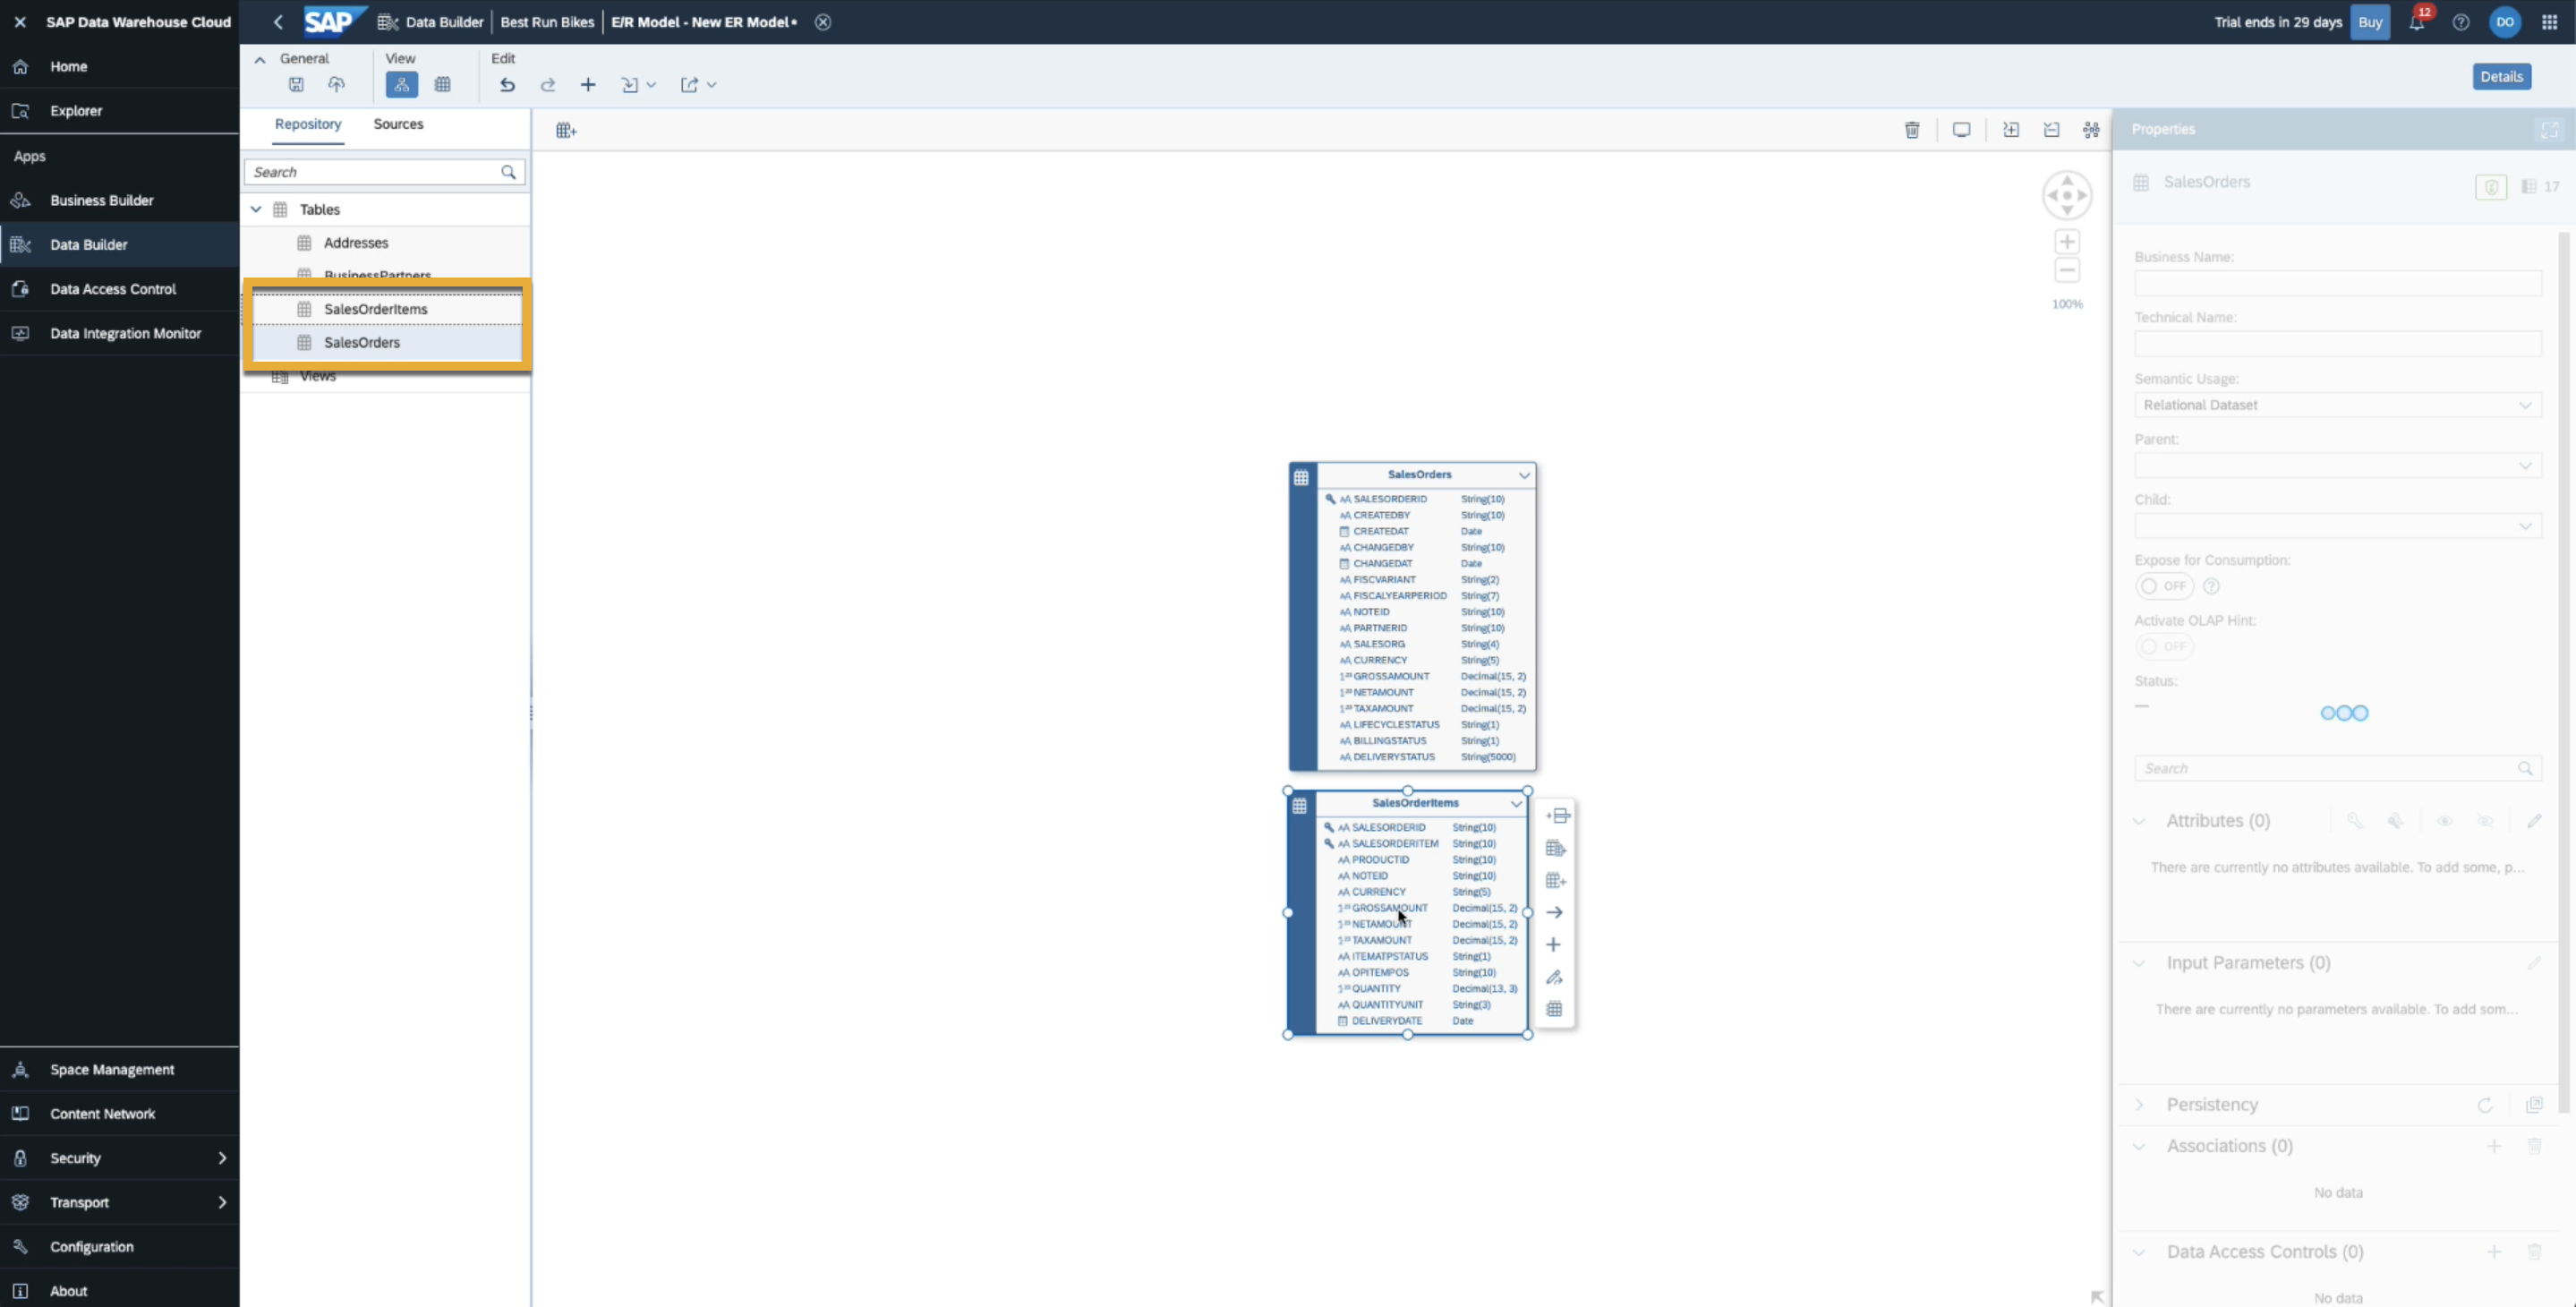 SAP Data Warehouse Cloud
SAP
Data Builder
Best Run Bikes
E/R Model - New ER Model*
Trial ends in 29 days
Buy
12
DO
Home
Explorer
Apps
Business Builder
Data Builder
Data Access Control
Data Integration Monitor
Space Management
Content Network
Security
Transport
Configuration
About
General
View
Edit
Details
Repository
Sources
Search
Tables
Addresses
BusinessPartners
SalesOrderItems
SalesOrders
Views
100%
SalesOrders
SALESORDERID String(10)
CREATEDBY String(10)
CREATEDAT Date
CHANGEDBY String(10)
CHANGEDAT Date
FISCVARIANT String(2)
FISCALYEARPERIOD String(7)
NOTEID String(10)
PARTNERID String(10)
SALESORG String(4)
CURRENCY String(5)
GROSSAMOUNT Decimal(15, 2)
NETAMOUNT Decimal(15, 2)
TAXAMOUNT Decimal(15, 2)
LIFECYCLESTATUS String(1)
BILLINGSTATUS String(1)
DELIVERYSTATUS String(5000)
SalesOrderItems
SALESORDERID String(10)
SALESORDERITEM String(10)
PRODUCTID String(10)
NOTEID String(10)
CURRENCY String(5)
GROSSAMOUNT Decimal(15, 2)
NETAMOUNT Decimal(15, 2)
TAXAMOUNT Decimal(15, 2)
ITEMATPSTATUS String(1)
OPITEMPOS String(10)
QUANTITY Decimal(13, 3)
QUANTITYUNIT String(3)
DELIVERYDATE Date
Properties
SalesOrders
17
Business Name:
Technical Name:
Semantic Usage:
Relational Dataset
Parent:
Child:
Expose for Consumption:
OFF
Activate OLAP Hint:
OFF
Status:
—
Search
Attributes (0)
There are currently no attributes available. To add some, p...
Input Parameters (0)
There are currently no parameters available. To add som...
Persistency
Associations (0)
No data
Data Access Controls (0)
No data